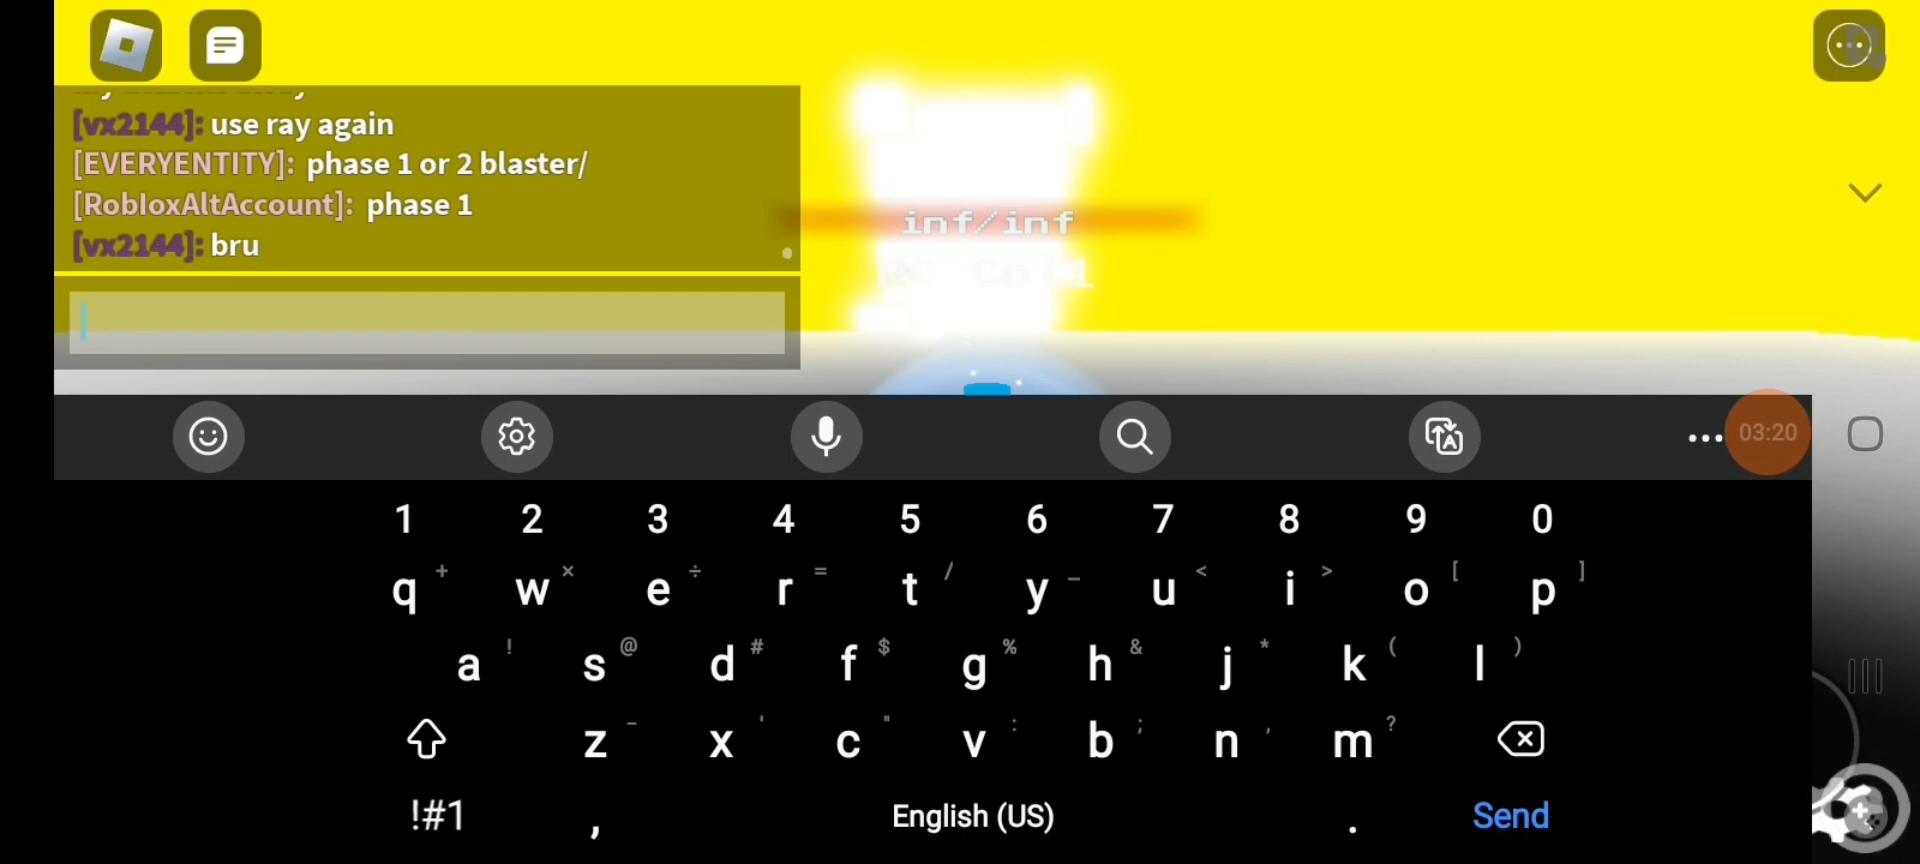 [vx2144]: use ray again
[EVERYENTITY]: phase 1 or 2 blaster/
[RobloxAltAccount]: phase 1
[vx2144]: bru
inf/inf
03:20
1 2 3 4 5 6 7 8 9 0
q + w × e ÷ r = t / y _ u < i > o [ p ]
a ! s @ d # f $ g % h & j * k ( l )
z - x ' c " v : b ; n , m ?
!#1 , English (US) . Send